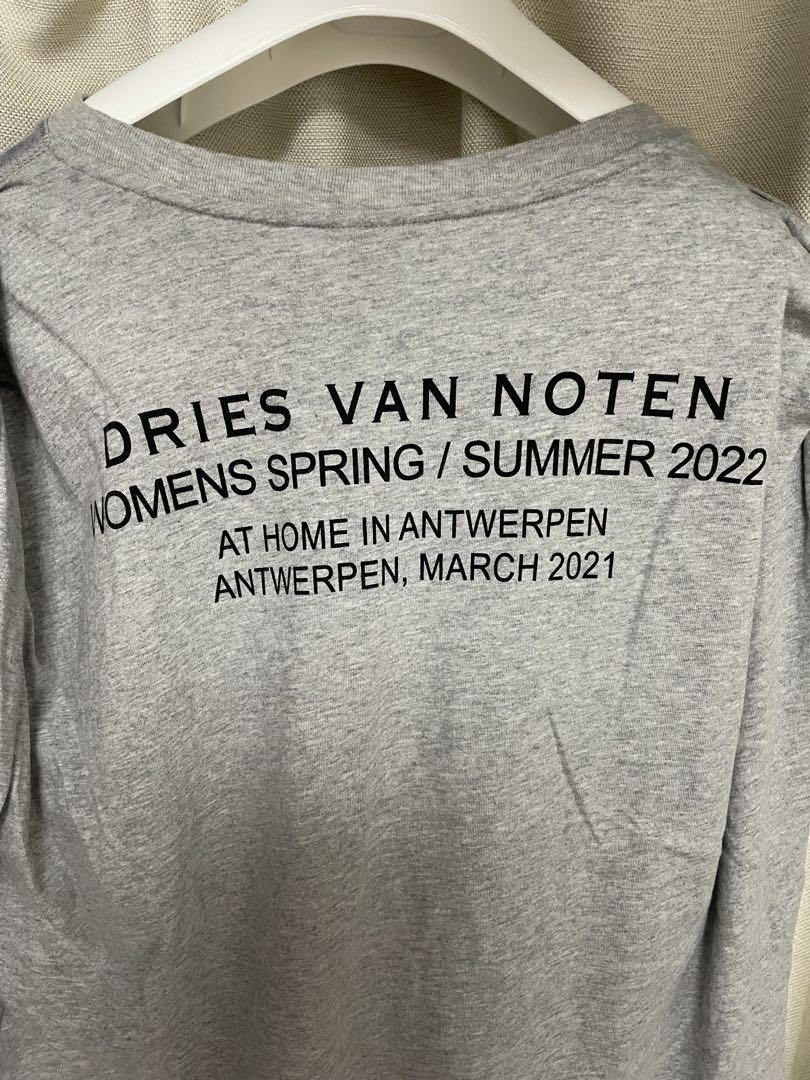 DRIES VAN NOTEN
WOMENS SPRING / SUMMER 2022
AT HOME IN ANTWERPEN
ANTWERPEN, MARCH 2021